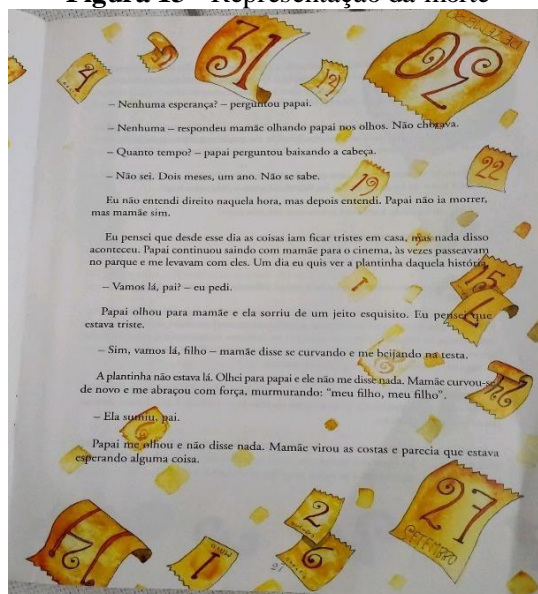 Figura 15 – Representação da morte
31
DEZEMBRO
30
4
19
22
– Nenhuma esperança? – perguntou papai.
– Nenhuma – respondeu mamãe olhando papai nos olhos. Não chorava.
– Quanto tempo? – papai perguntou baixando a cabeça.
– Não sei. Dois meses, um ano. Não se sabe.
19
Eu não entendi direito naquela hora, mas depois entendi. Papai não ia morrer,
mas mamãe sim.
Eu pensei que desde esse dia as coisas iam ficar tristes em casa, mas nada disso
aconteceu. Papai continuou saindo com mamãe para o cinema, às vezes passeavam
no parque e me levavam com eles. Um dia eu quis ver a plantinha daquela história.
15
– Vamos lá, pai? – eu pedi.
1
7
Papai olhou para mamãe e ela sorriu de um jeito esquisito. Eu pensei que
estava triste.
– Sim, vamos lá, filho – mamãe disse se curvando e me beijando na testa.
A plantinha não estava lá. Olhei para papai e ele não me disse nada. Mamãe curvou-se
de novo e me abraçou com força, murmurando: “meu filho, meu filho”.
– Ela sumiu, pai.
6
Papai me olhou e não disse nada. Mamãe virou as costas e parecia que estava
esperando alguma coisa.
27
SETEMBRO
2
6
1
21